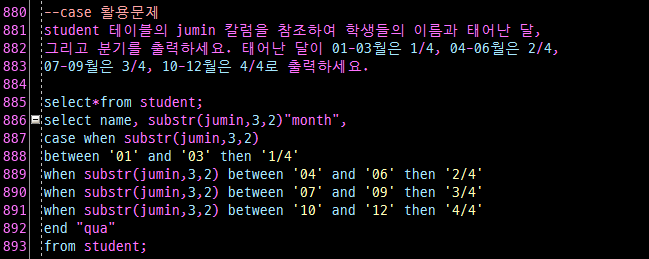 880 --case 활용문제
881 student 테이블의 jumin 칼럼을 참조하여 학생들의 이름과 태어난 달,
882 그리고 분기를 출력하세요. 태어난 달이 01-03월은 1/4, 04-06월은 2/4,
883 07-09월은 3/4, 10-12월은 4/4로 출력하세요.
884
885 select*from student;
886 select name, substr(jumin,3,2)"month",
887 case when substr(jumin,3,2)
888 between '01' and '03' then '1/4'
889 when substr(jumin,3,2) between '04' and '06' then '2/4'
890 when substr(jumin,3,2) between '07' and '09' then '3/4'
891 when substr(jumin,3,2) between '10' and '12' then '4/4'
892 end "qua"
893 from student;